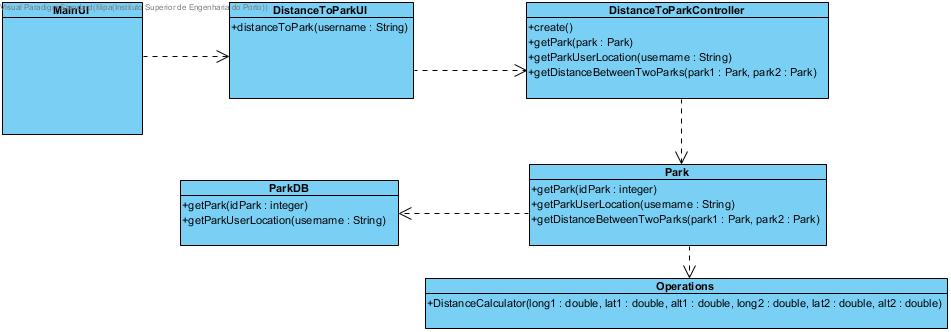 Visual Paradigm Standard(filipa(Instituto Superior de Engenharia do Porto))
MainUI
DistanceToParkUI
+distanceToPark(username : String)
DistanceToParkController
+create()
+getPark(park : Park)
+getParkUserLocation(username : String)
+getDistanceBetweenTwoParks(park1 : Park, park2 : Park)
ParkDB
+getPark(idPark : integer)
+getParkUserLocation(username : String)
Park
+getPark(idPark : integer)
+getParkUserLocation(username : String)
+getDistanceBetweenTwoParks(park1 : Park, park2 : Park)
Operations
+DistanceCalculator(long1 : double, lat1 : double, alt1 : double, long2 : double, lat2 : double, alt2 : double)